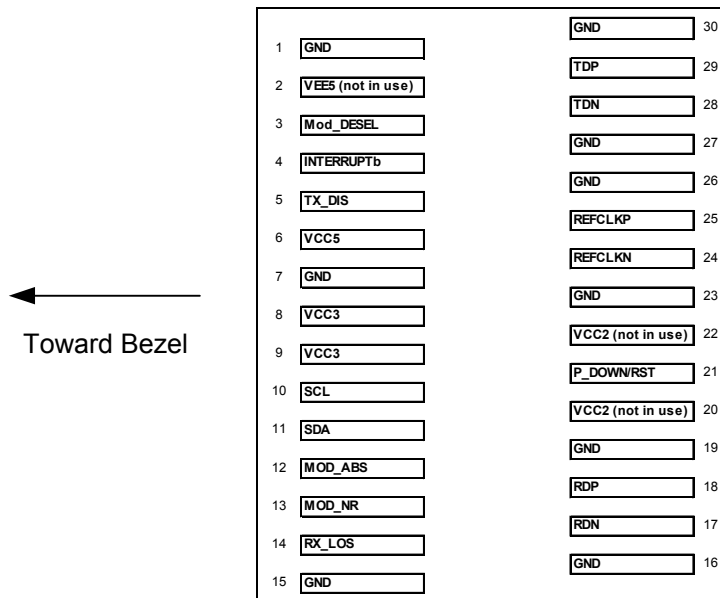 1 GND
2 VEE5 (not in use)
3 Mod_DESEL
4 INTERRUPTb
5 TX_DIS
6 VCC5
7 GND
8 VCC3
9 VCC3
10 SCL
11 SDA
12 MOD_ABS
13 MOD_NR
14 RX_LOS
15 GND
GND 30
TDP 29
TDN 28
GND 27
GND 26
REFCLKP 25
REFCLKN 24
GND 23
VCC2 (not in use) 22
P_DOWN/RST 21
VCC2 (not in use) 20
GND 19
RDP 18
RDN 17
GND 16
Toward Bezel